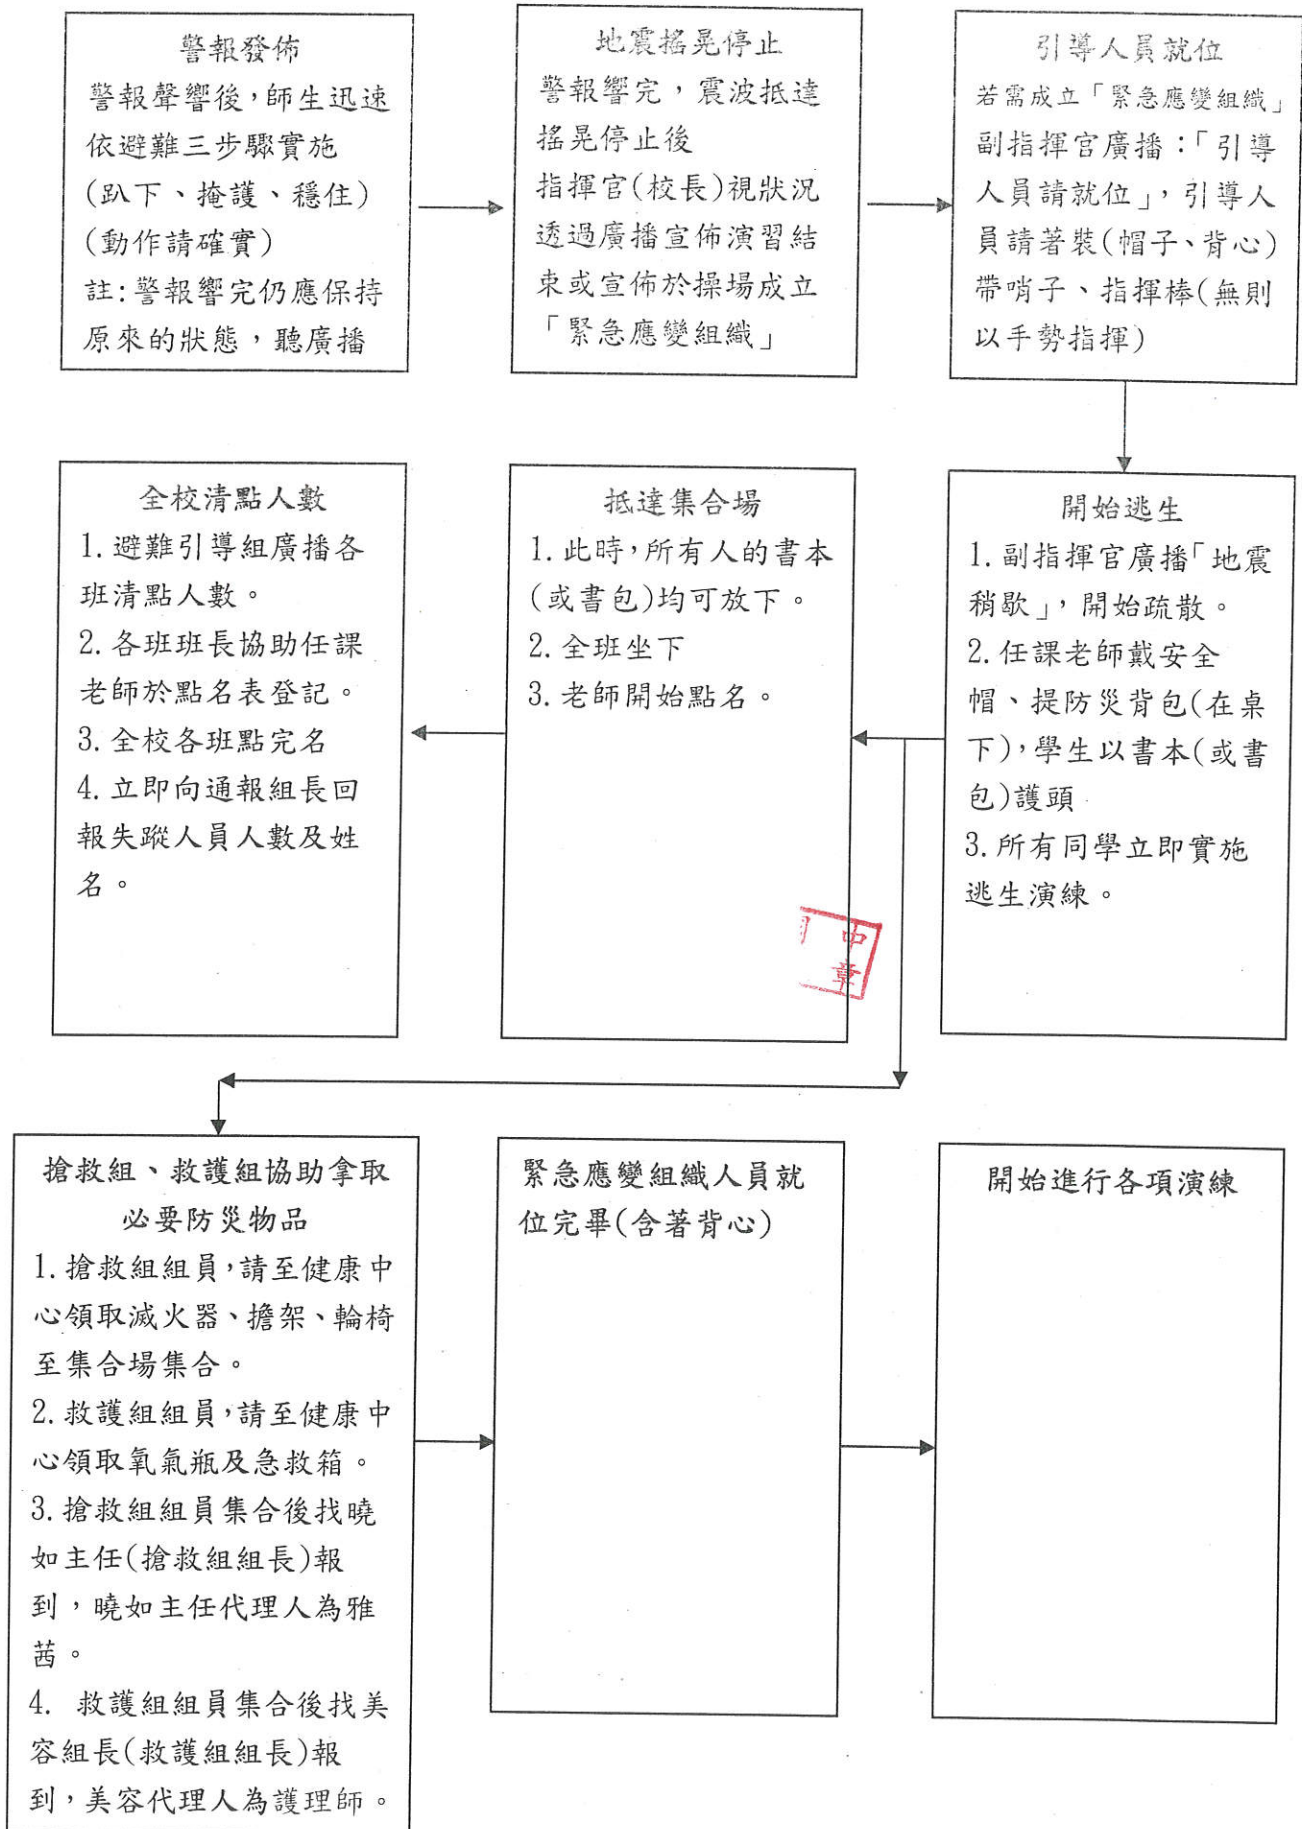 警報發佈
警報聲響後，師生迅速
依避難三步驟實施
(趴下、掩護、穩住)
(動作請確實)
註：警報響完仍應保持
原來的狀態，聽廣播
地震搖晃停止
警報響完，震波抵達
搖晃停止後
指揮官(校長)視狀況
透過廣播宣佈演習結
束或宣佈於操場成立
「緊急應變組織」
引導人員就位
若需成立「緊急應變組織」
副指揮官廣播：「引導
人員請就位」，引導人
員請著裝(帽子、背心)
帶哨子、指揮棒(無則
以手勢指揮)
開始逃生
1.副指揮官廣播「地震
稍歇」，開始疏散。
2.任課老師戴安全
帽、提防災背包(在桌
下)，學生以書本(或書
包)護頭
3.所有同學立即實施
逃生演練。
抵達集合場
1.此時，所有人的書本
(或書包)均可放下。
2.全班坐下
3.老師開始點名。
中
章
全校清點人數
1.避難引導組廣播各
班清點人數。
2.各班班長協助任課
老師於點名表登記。
3.全校各班點完名
4.立即向通報組長回
報失蹤人員人數及姓
名。
搶救組、救護組協助拿取
必要防災物品
1.搶救組組員，請至健康中
心領取滅火器、擔架、輪椅
至集合場集合。
2.救護組組員，請至健康中
心領取氧氣瓶及急救箱。
3.搶救組組員集合後找曉
如主任(搶救組組長)報
到，曉如主任代理人為雅
茜。
4. 救護組組員集合後找美
容組長(救護組組長)報
到，美容代理人為護理師。
緊急應變組織人員就
位完畢(含著背心)
開始進行各項演練